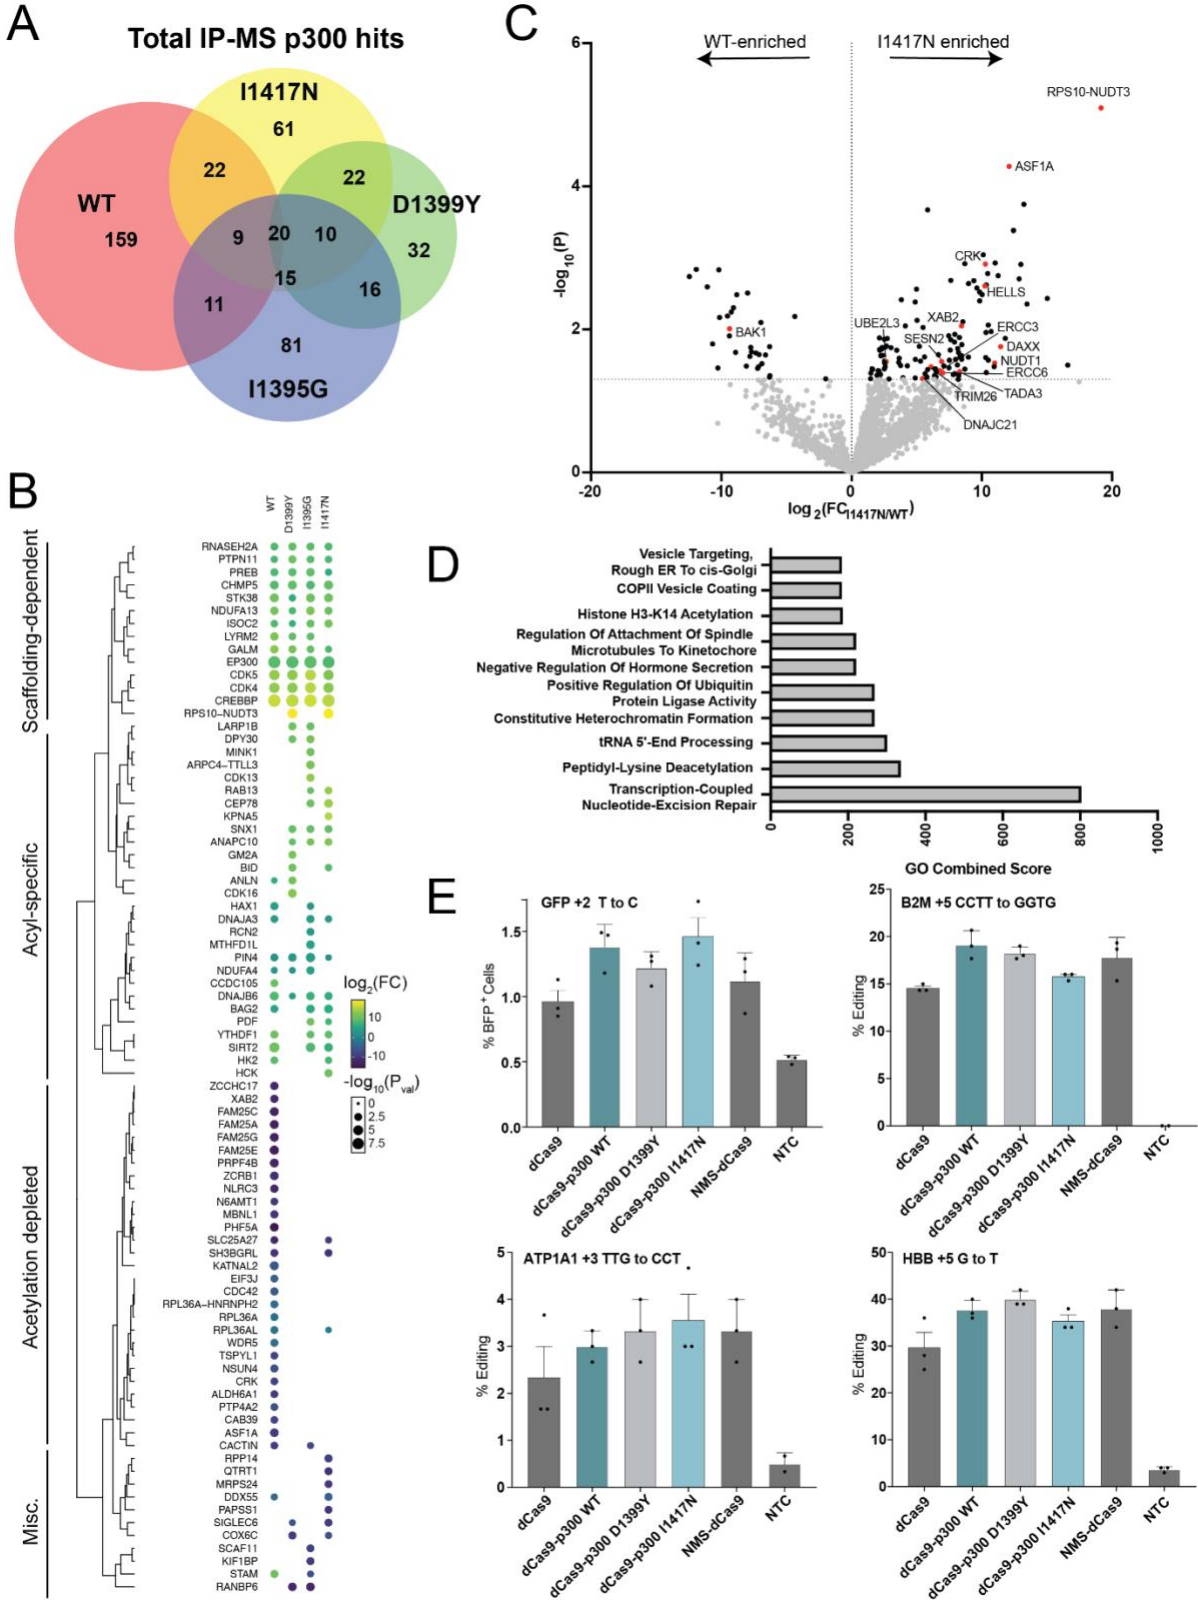 A
Total IP-MS p300 hits
I1417N
61
22
22
WT
D1399Y
159
9
20
10
32
15
11
16
81
I1395G
B
WT
D1399Y
I1395G
I1417N
Scaffolding-dependent
RNASEH2A
PTPN11
PREB
CHMP5
STK38
NDUFA13
ISOC2
LYRM2
GALM
EP300
CDK5
CDK4
CREBBP
RPS10-NUDT3
Acyl-specific
LARP1B
DPY30
MINK1
ARPC4-TTLL3
CDK13
RAB13
CEP78
KPNA5
SNX1
ANAPC10
GM2A
BID
ANLN
CDK16
HAX1
DNAJA3
RCN2
MTHFD1L
PIN4
NDUFA4
CCDC105
DNAJB6
BAG2
PDF
YTHDF1
SIRT2
HK2
HCK
Acetylation depleted
ZCCHC17
XAB2
FAM25C
FAM25A
FAM25G
FAM25E
PRPF4B
ZCRB1
NLRC3
N6AMT1
MBNL1
PHF5A
SLC25A27
SH3BGRL
KATNAL2
EIF3J
CDC42
RPL36A-HNRNPH2
RPL36A
RPL36AL
WDR5
TSPYL1
NSUN4
CRK
ALDH6A1
PTP4A2
CAB39
ASF1A
CACTIN
Misc.
RPP14
QTRT1
MRPS24
DDX55
PAPSS1
SIGLEC6
COX6C
SCAF11
KIF1BP
STAM
RANBP6
log2(FC)
10
0
-10
-log10(Pval)
0
2.5
5
7.5
C
WT-enriched
I1417N enriched
6
4
2
0
-log10(P)
RPS10-NUDT3
ASF1A
CRK
HELLS
BAK1
UBE2L3
XAB2
SESN2
ERCC3
DAXX
NUDT1
ERCC6
TADA3
TRIM26
DNAJC21
-20
-10
0
10
20
log2(FCI1417N/WT)
D
Vesicle Targeting,
Rough ER To cis-Golgi
COPII Vesicle Coating
Histone H3-K14 Acetylation
Regulation Of Attachment Of Spindle
Microtubules To Kinetochore
Negative Regulation Of Hormone Secretion
Positive Regulation Of Ubiquitin
Protein Ligase Activity
Constitutive Heterochromatin Formation
tRNA 5'-End Processing
Peptidyl-Lysine Deacetylation
Transcription-Coupled
Nucleotide-Excision Repair
0
200
400
600
800
1000
GO Combined Score
E
GFP +2 T to C
% BFP+ Cells
1.5
1.0
0.5
0.0
dCas9
dCas9-p300 WT
dCas9-p300 D1399Y
dCas9-p300 I1417N
NMS-dCas9
NTC
B2M +5 CCTT to GGTG
% Editing
25
20
15
10
5
0
dCas9
dCas9-p300 WT
dCas9-p300 D1399Y
dCas9-p300 I1417N
NMS-dCas9
NTC
ATP1A1 +3 TTG to CCT
% Editing
5
4
3
2
1
0
dCas9
dCas9-p300 WT
dCas9-p300 D1399Y
dCas9-p300 I1417N
NMS-dCas9
NTC
HBB +5 G to T
% Editing
50
40
30
20
10
0
dCas9
dCas9-p300 WT
dCas9-p300 D1399Y
dCas9-p300 I1417N
NMS-dCas9
NTC